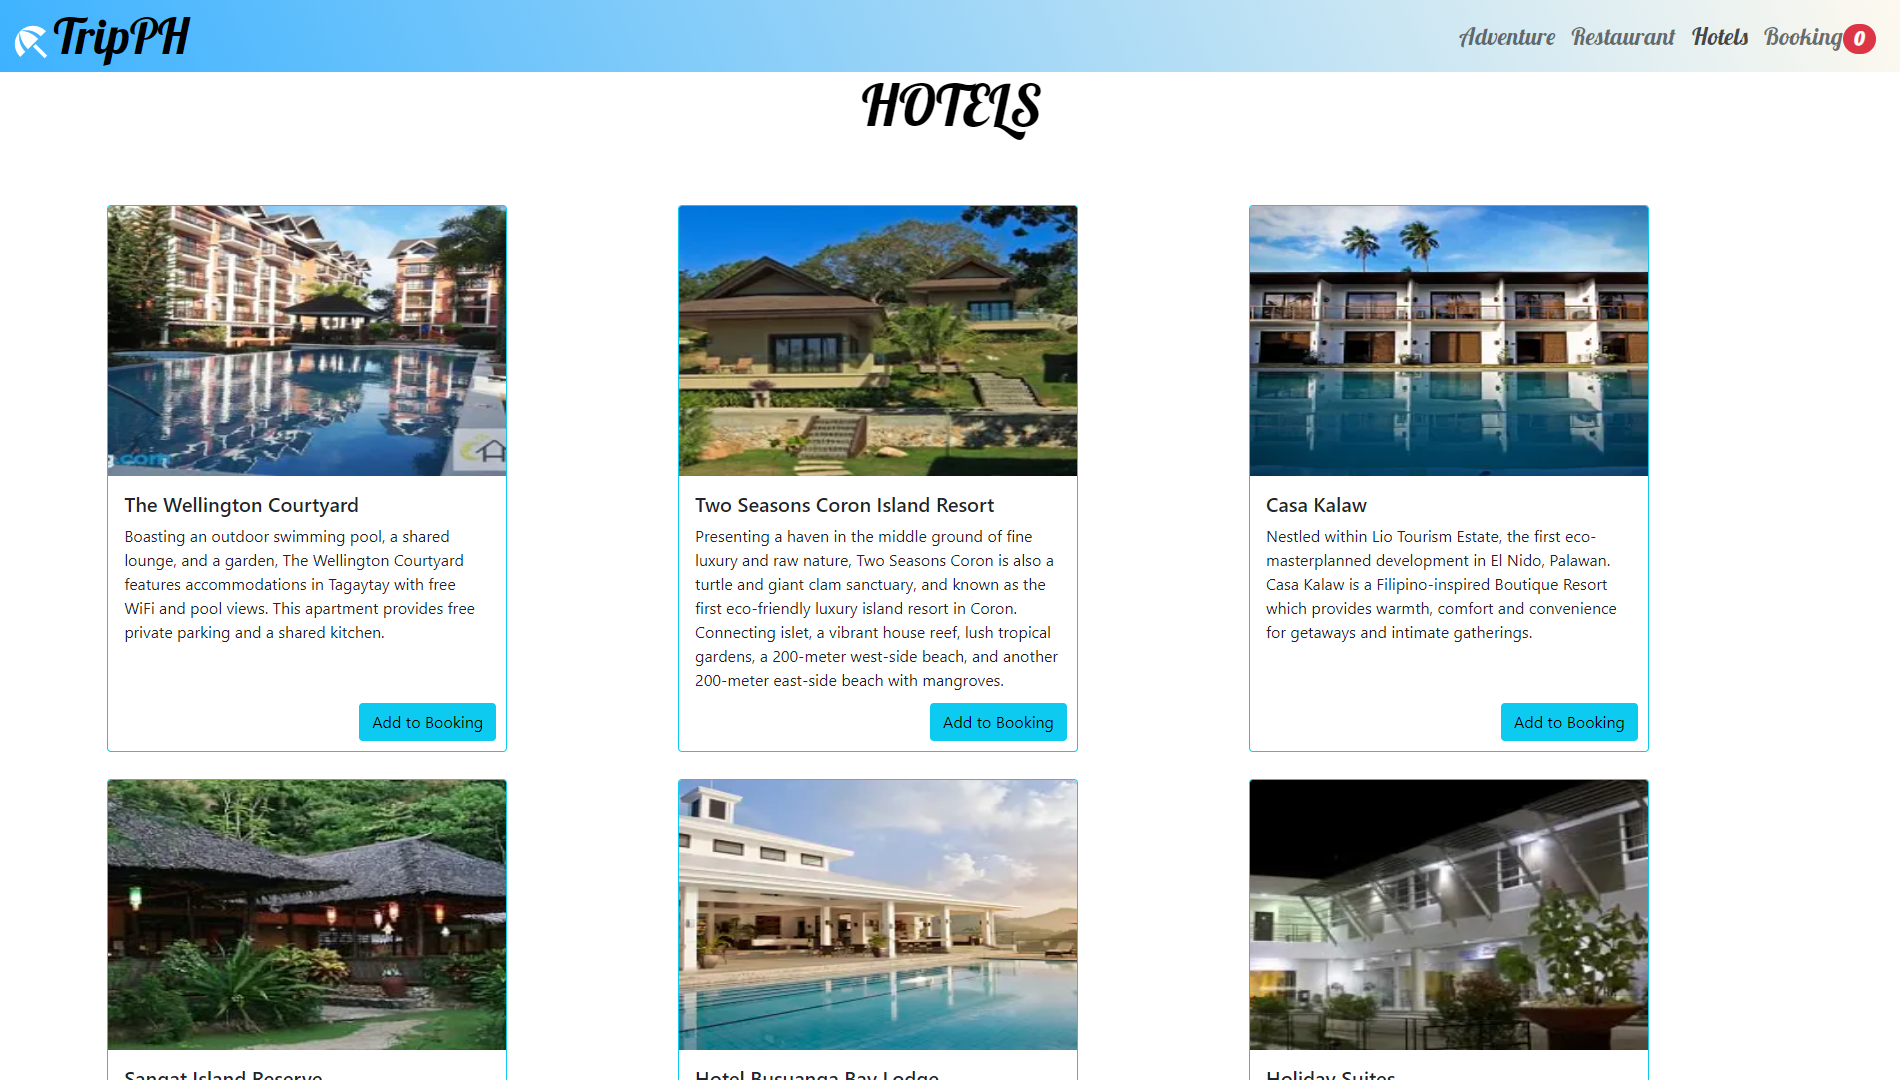 TripPH
Adventure Restaurant Hotels Booking 0
HOTELS
The Wellington Courtyard
Boasting an outdoor swimming pool, a shared
lounge, and a garden, The Wellington Courtyard
features accommodations in Tagaytay with free
WiFi and pool views. This apartment provides free
private parking and a shared kitchen.
Add to Booking
Two Seasons Coron Island Resort
Presenting a haven in the middle ground of fine
luxury and raw nature, Two Seasons Coron is also a
turtle and giant clam sanctuary, and known as the
first eco-friendly luxury island resort in Coron.
Connecting islet, a vibrant house reef, lush tropical
gardens, a 200-meter west-side beach, and another
200-meter east-side beach with mangroves.
Add to Booking
Casa Kalaw
Nestled within Lio Tourism Estate, the first eco-
masterplanned development in El Nido, Palawan.
Casa Kalaw is a Filipino-inspired Boutique Resort
which provides warmth, comfort and convenience
for getaways and intimate gatherings.
Add to Booking
Sangat Island Reserve
Hotel Busuanga Bay Lodge
Holiday Suites